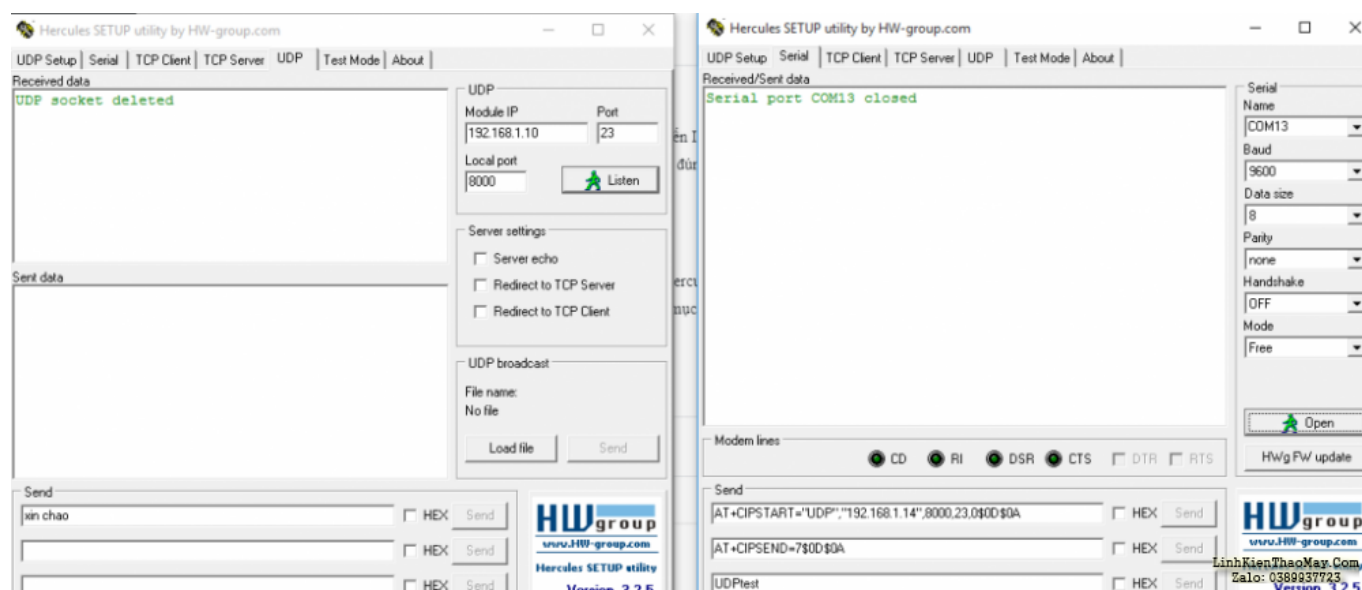 Hercules SETUP utility by HW-group.com
UDP Setup Serial TCP Client TCP Server UDP Test Mode About
Received data
UDP socket deleted
UDP
Module IP Port
192.168.1.10 23
Local port
8000 Listen
Server settings
Server echo
Redirect to TCP Server
Redirect to TCP Client
Sent data
UDP broadcast
File name:
No file
Load file Send
Send
xin chao HEX Send
HEX Send
HEX Send
HW group
www.HW-group.com
Hercules SETUP utility
Version 3.2.5
Hercules SETUP utility by HW-group.com
UDP Setup Serial TCP Client TCP Server UDP Test Mode About
Received/Sent data
Serial port COM13 closed
Serial
Name
COM13
Baud
9600
Data size
8
Parity
none
Handshake
OFF
Mode
Free
Open
HWg FW update
Modem lines
CD RI DSR CTS DTR RTS
Send
AT+CIPSTART="UDP","192.168.1.14",8000,23,0$0D$0A HEX Send
AT+CIPSEND=7$0D$0A HEX Send
UDPtest HEX Send
HW group
www.HW-group.com
LinhKienThaoMay.Com
Zalo: 0389937723
Version 3.2.5